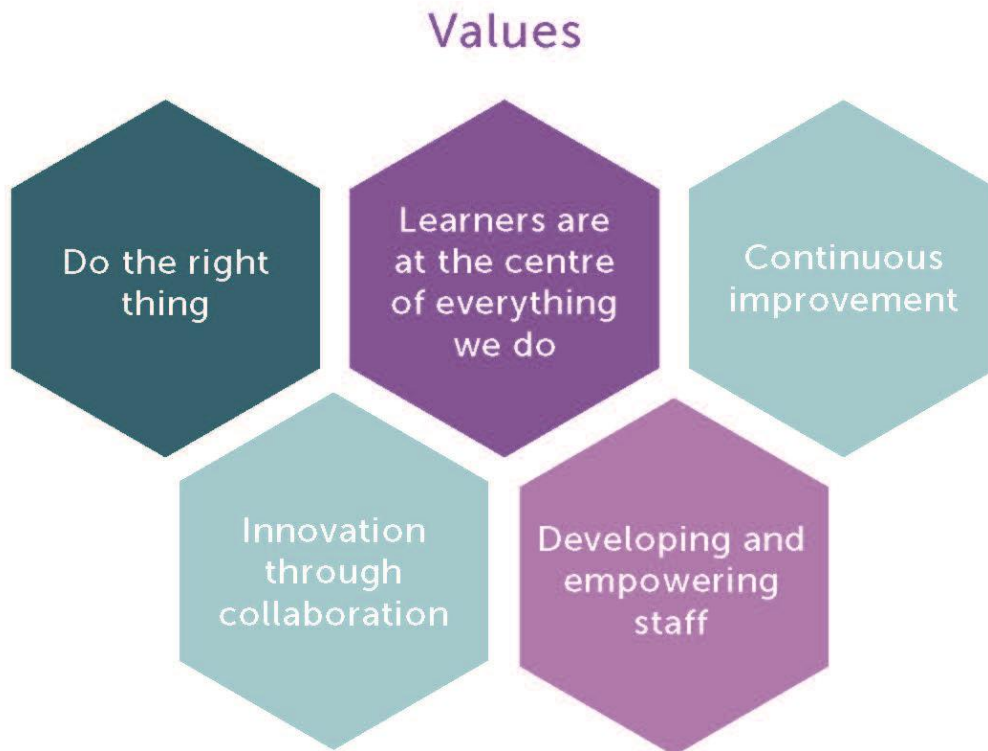 Values
Do the right
thing
Learners are
at the centre
of everything
we do
Continuous
improvement
Innovation
through
collaboration
Developing and
empowering
staff